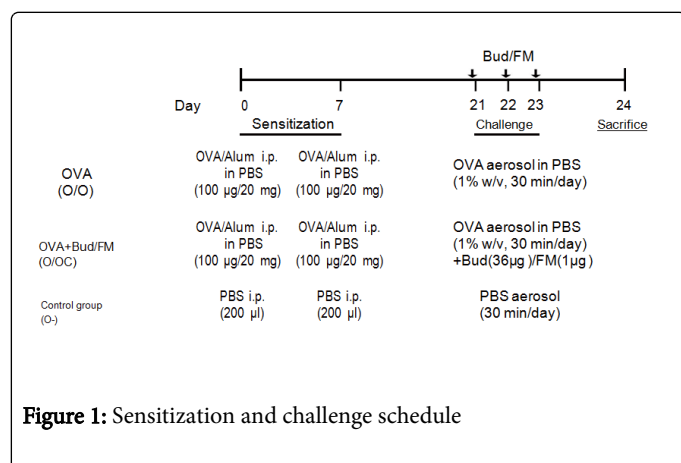 Bud/FM
Day 0 7 21 22 23 24
Sensitization Challenge Sacrifice
OVA
(O/O)
OVA/Alum i.p.
in PBS
(100 µg/20 mg)
OVA/Alum i.p.
in PBS
(100 µg/20 mg)
OVA aerosol in PBS
(1% w/v, 30 min/day)
OVA+Bud/FM
(O/OC)
OVA/Alum i.p.
in PBS
(100 µg/20 mg)
OVA/Alum i.p.
in PBS
(100 µg/20 mg)
OVA aerosol in PBS
(1% w/v, 30 min/day)
+Bud(36µg)/FM(1µg)
Control group
(O-)
PBS i.p.
(200 µl)
PBS i.p.
(200 µl)
PBS aerosol
(30 min/day)
Figure 1: Sensitization and challenge schedule